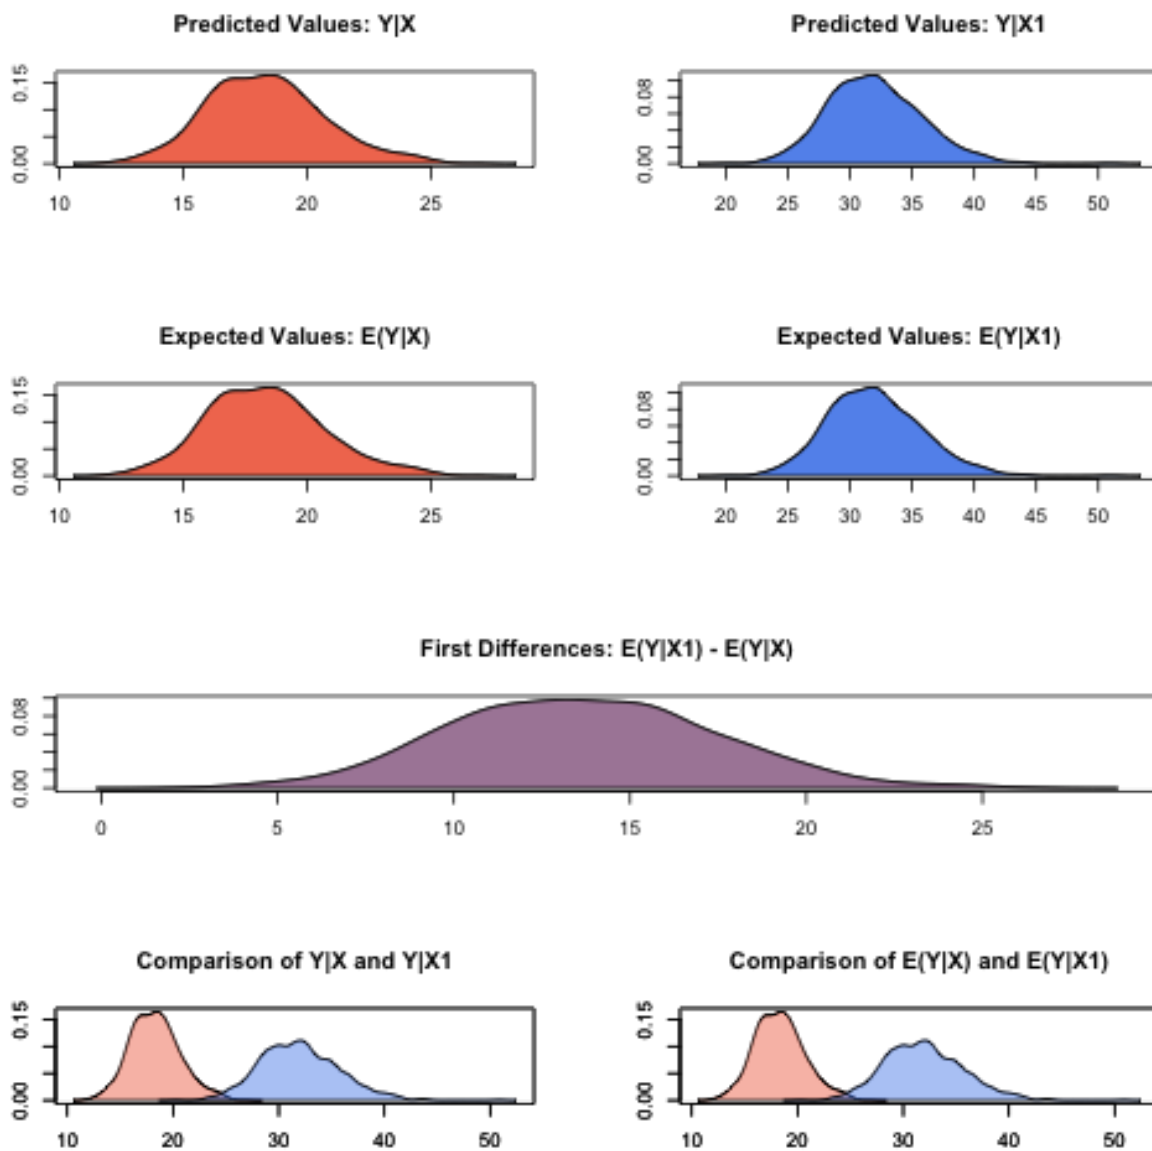 Predicted Values: Y|X
0.00 0.15
10 15 20 25
Predicted Values: Y|X1
0.00 0.08
20 25 30 35 40 45 50
Expected Values: E(Y|X)
0.00 0.15
10 15 20 25
Expected Values: E(Y|X1)
0.00 0.08
20 25 30 35 40 45 50
First Differences: E(Y|X1) - E(Y|X)
0.00 0.08
0 5 10 15 20 25
Comparison of Y|X and Y|X1
0.00 0.15
10 20 30 40 50
Comparison of E(Y|X) and E(Y|X1)
0.00 0.15
10 20 30 40 50